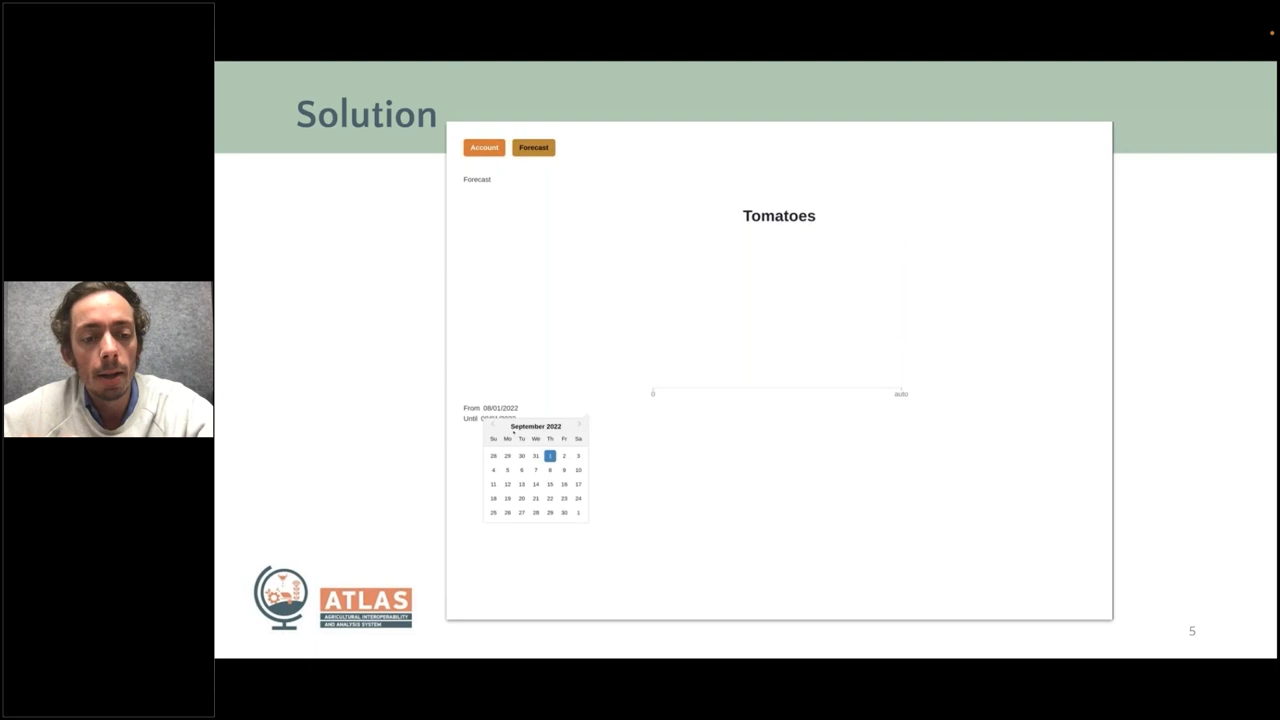 Solution
Account Forecast
Forecast
Tomatoes
0 auto
From 08/01/2022
Until
September 2022
Su Mo Tu We Th Fr Sa
28 29 30 31 1 2 3
4 5 6 7 8 9 10
11 12 13 14 15 16 17
18 19 20 21 22 23 24
25 26 27 28 29 30 1
ATLAS
AGRICULTURAL INTEROPERABILITY
AND ANALYSIS SYSTEM
5